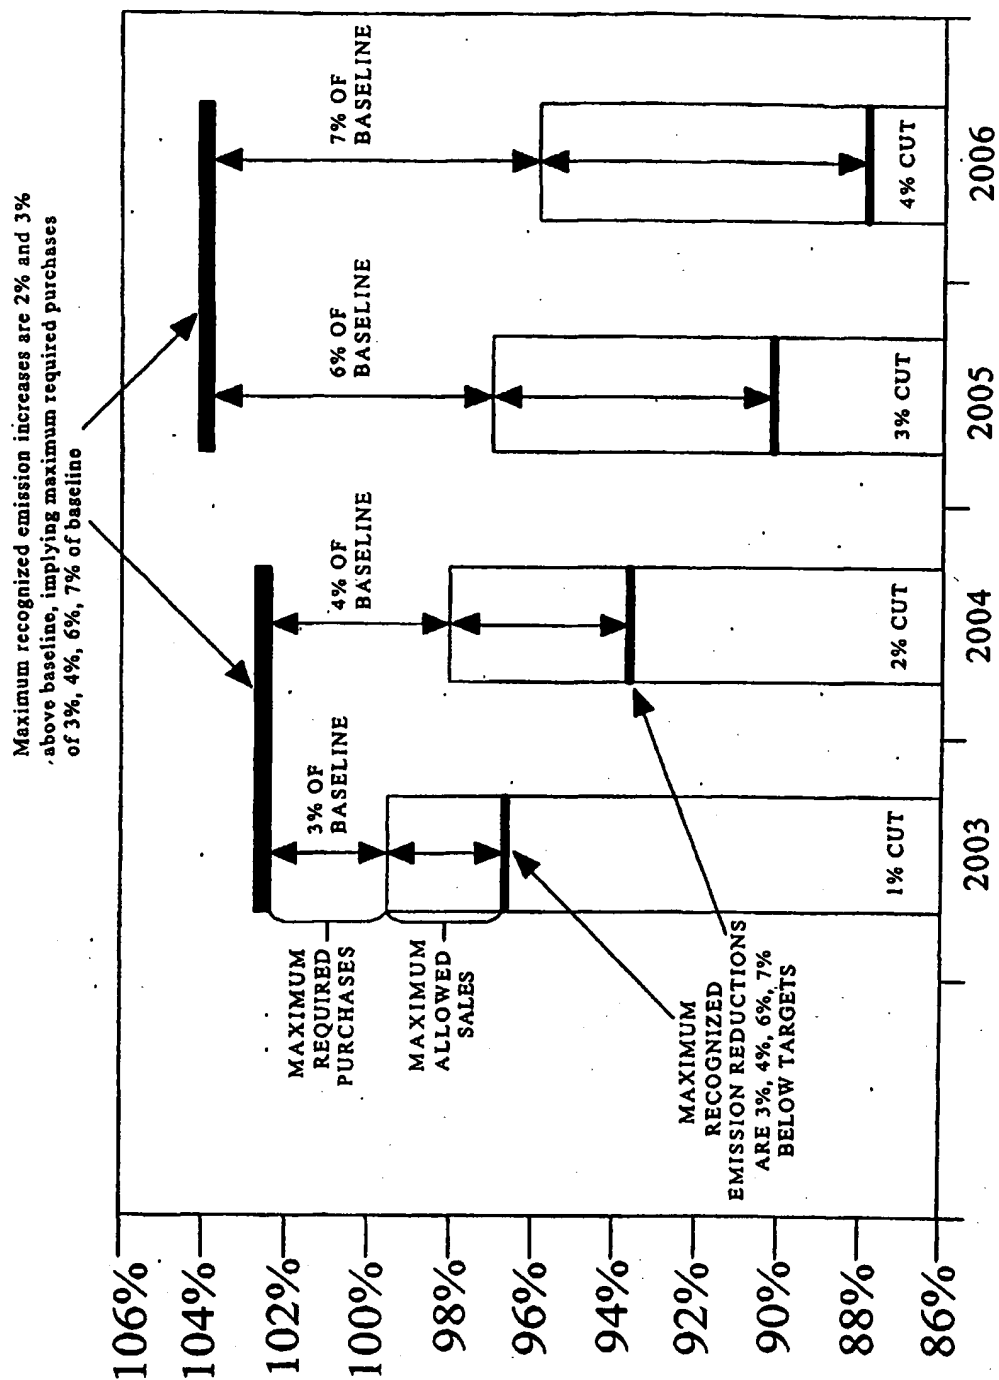 Maximum recognized emission increases are 2% and 3%
above baseline, implying maximum required purchases
of 3%, 4%, 6%, 7% of baseline
106%
104%
102%
100%
98%
96%
94%
92%
90%
88%
86%
MAXIMUM
REQUIRED
PURCHASES
MAXIMUM
ALLOWED
SALES
3% OF
BASELINE
4% OF
BASELINE
6% OF
BASELINE
7% OF
BASELINE
MAXIMUM
RECOGNIZED
EMISSION REDUCTIONS
ARE 3%, 4%, 6%, 7%
BELOW TARGETS
1% CUT
2% CUT
3% CUT
4% CUT
2003
2004
2005
2006